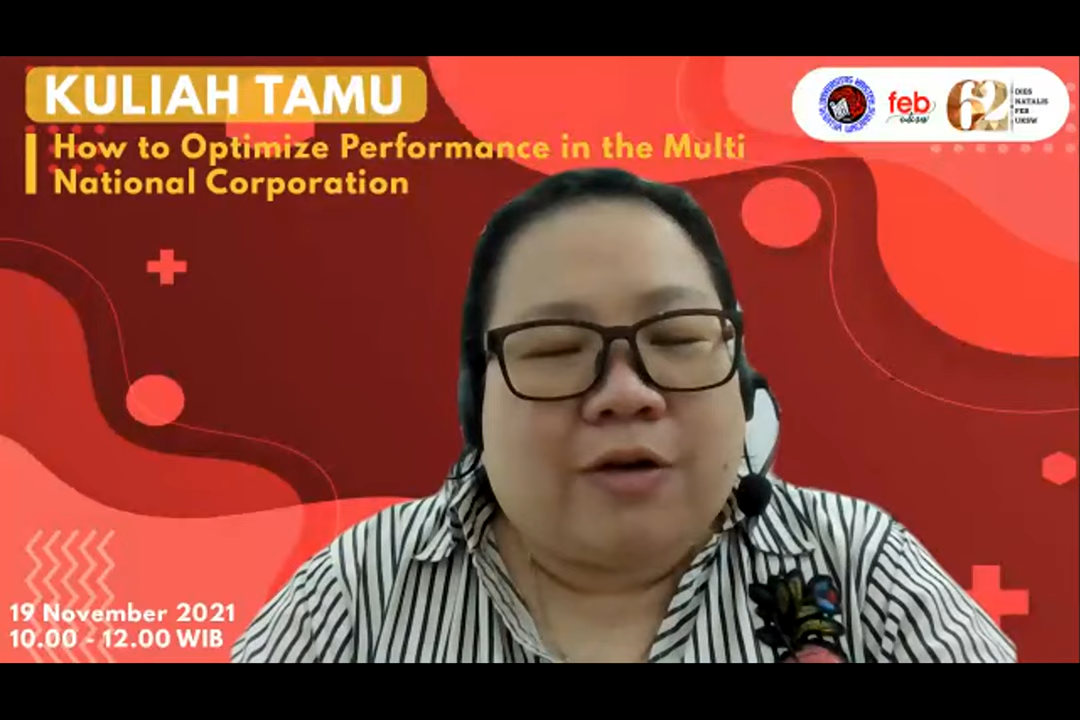 KULIAH TAMU
How to Optimize Performance in the Multi
National Corporation
feb
62
DIES
NATALIS
FEB
UKSW
19 November 2021
10.00 - 12.00 WIB